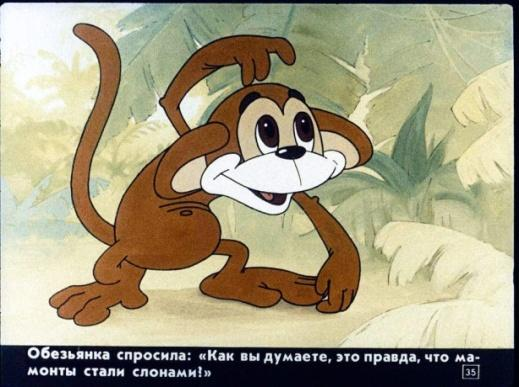 Обезьянка спросила: «Как вы думаете, это правда, что ма-
монты стали слонами!»
35